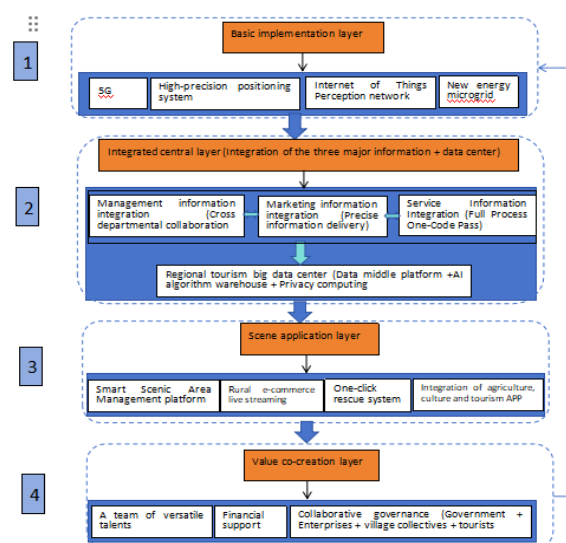 1
Basic implementation layer
5G
High-precision positioning
system
Internet of Things
Perception network
New energy
microgrid
2
Integrated central layer (Integration of the three major information + data center)
Management information
integration (Cross
departmental collaboration
Marketing information
integration (Precise
information delivery)
Service Information
Integration (Full Process
One-Code Pass)
Regional tourism big data center (Data middle platform +AI
algorithm warehouse + Privacy computing
3
Scene application layer
Smart Scenic Area
Management platform
Rural e-commerce
live streaming
One-click
rescue system
Integration of agriculture,
culture and tourism APP
4
Value co-creation layer
A team of versatile
talents
Financial
support
Collaborative governance (Government +
Enterprises + village collectives + tourists